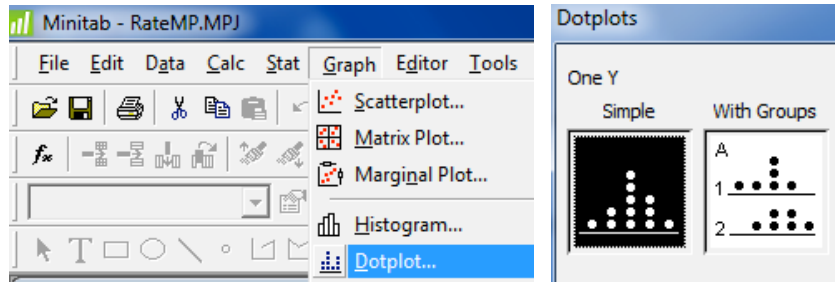 Minitab - RateMP.MPJ
File Edit Data Calc Stat Graph Editor Tools
Scatterplot...
Matrix Plot...
fx
Marginal Plot...
Histogram...
T
Dotplot...
Dotplots
One Y
Simple With Groups
A
1
2